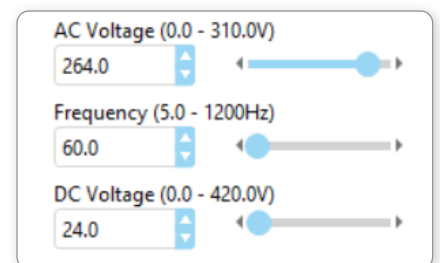 AC Voltage (0.0 - 310.0V)
264.0
Frequency (5.0 - 1200Hz)
60.0
DC Voltage (0.0 - 420.0V)
24.0